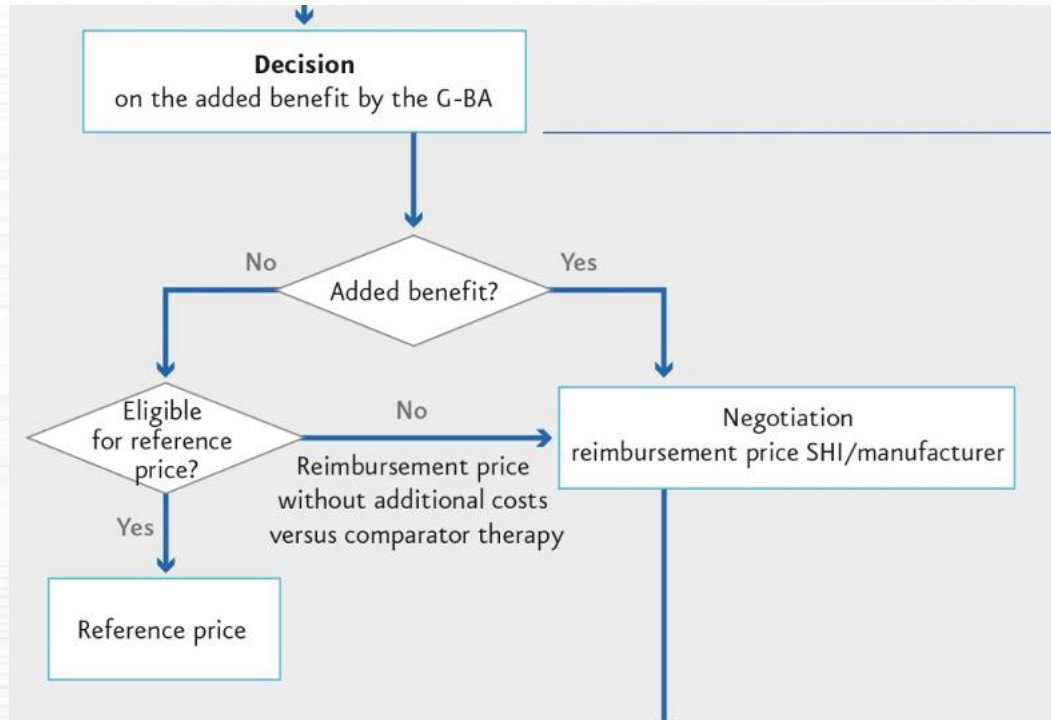 Decision
on the added benefit by the G-BA
No
Yes
Added benefit?
Eligible
for reference
price?
No
Reimbursement price
without additional costs
versus comparator therapy
Negotiation
reimbursement price SHI/manufacturer
Yes
Reference price